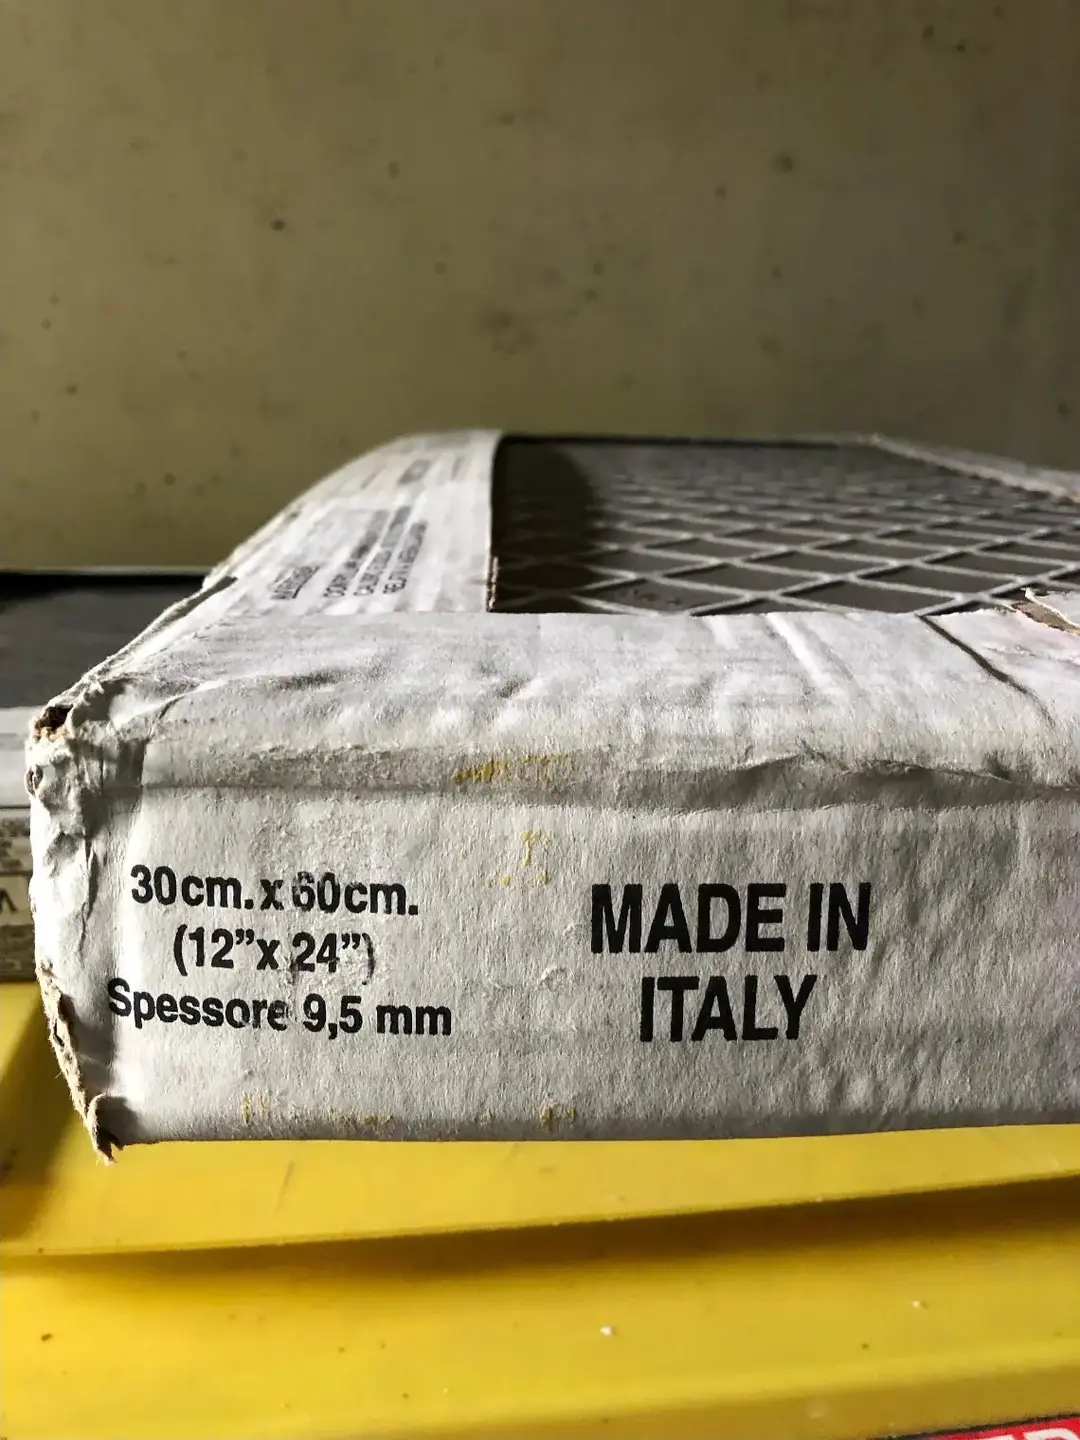 30cm. x 60cm.
(12”x 24”)
Spessore 9,5 mm
MADE IN
ITALY